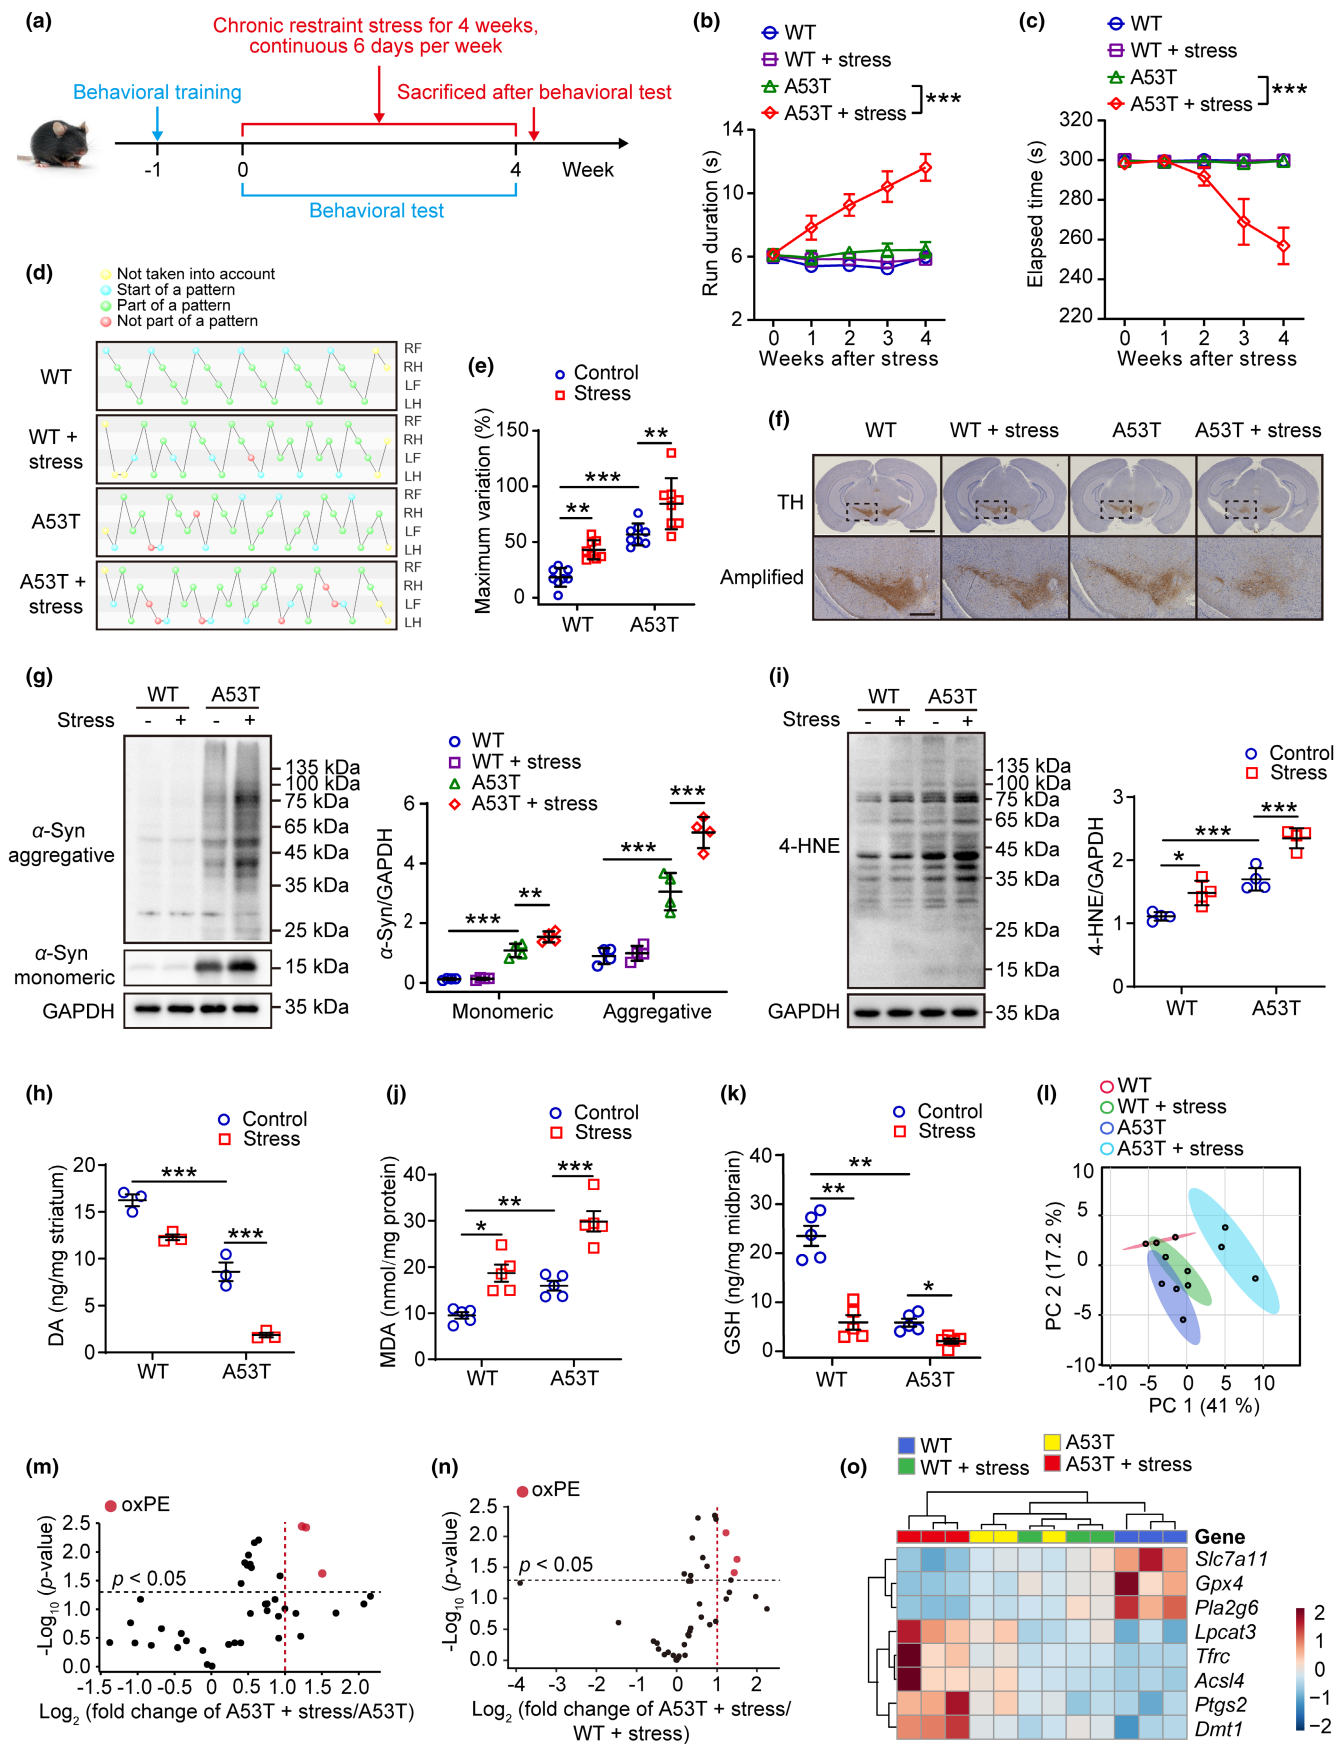 (a)
Chronic restraint stress for 4 weeks,
continuous 6 days per week
Behavioral training
Sacrificed after behavioral test
-1
0
4
Week
Behavioral test
(b)
WT
WT + stress
A53T
A53T + stress
***
Run duration (s)
14
10
6
2
0 1 2 3 4
Weeks after stress
(c)
WT
WT + stress
A53T
A53T + stress
***
Elapsed time (s)
320
300
280
260
240
220
0 1 2 3 4
Weeks after stress
(d)
Not taken into account
Start of a pattern
Part of a pattern
Not part of a pattern
WT
RF
RH
LF
LH
WT +
stress
RF
RH
LF
LH
A53T
RF
RH
LF
LH
A53T +
stress
RF
RH
LF
LH
(e)
Control
Stress
Maximum variation (%)
150
100
50
0
**
***
**
WT A53T
(f)
WT WT + stress A53T A53T + stress
TH
Amplified
(g)
WT A53T
Stress - + - +
α-Syn
aggregative
135 kDa
100 kDa
75 kDa
65 kDa
45 kDa
35 kDa
25 kDa
α-Syn
monomeric
15 kDa
GAPDH
35 kDa
WT
WT + stress
A53T
A53T + stress
α-Syn/GAPDH
6
4
2
0
***
**
***
***
Monomeric Aggregative
(i)
WT A53T
Stress - + - +
4-HNE
135 kDa
100 kDa
75 kDa
65 kDa
45 kDa
35 kDa
25 kDa
15 kDa
GAPDH
35 kDa
Control
Stress
4-HNE/GAPDH
3
2
1
0
*
***
***
WT A53T
(h)
Control
Stress
DA (ng/mg striatum)
20
15
10
5
0
***
***
WT A53T
(j)
Control
Stress
MDA (nmol/mg protein)
40
30
20
10
0
*
**
***
WT A53T
(k)
Control
Stress
GSH (ng/mg midbrain)
40
30
20
10
0
**
**
*
WT A53T
(l)
WT
WT + stress
A53T
A53T + stress
PC 2 (17.2 %)
10
5
0
-5
-10
-10 -5 0 5 10
PC 1 (41 %)
(m)
oxPE
-Log10 (p-value)
2.5
2.0
1.5
1.0
0.5
0.0
p < 0.05
-1.5 -1.0 -0.5 0 0.5 1.0 1.5 2.0
Log2 (fold change of A53T + stress/A53T)
(n)
oxPE
-Log10 (p-value)
2.5
2.0
1.5
1.0
0.5
0.0
p < 0.05
-4 -3 -2 -1 0 1 2
Log2 (fold change of A53T + stress/
WT + stress)
(o)
WT
WT + stress
A53T
A53T + stress
Gene
Slc7a11
Gpx4
Pla2g6
Lpcat3
Tfrc
Acsl4
Ptgs2
Dmt1
2
1
0
−1
−2